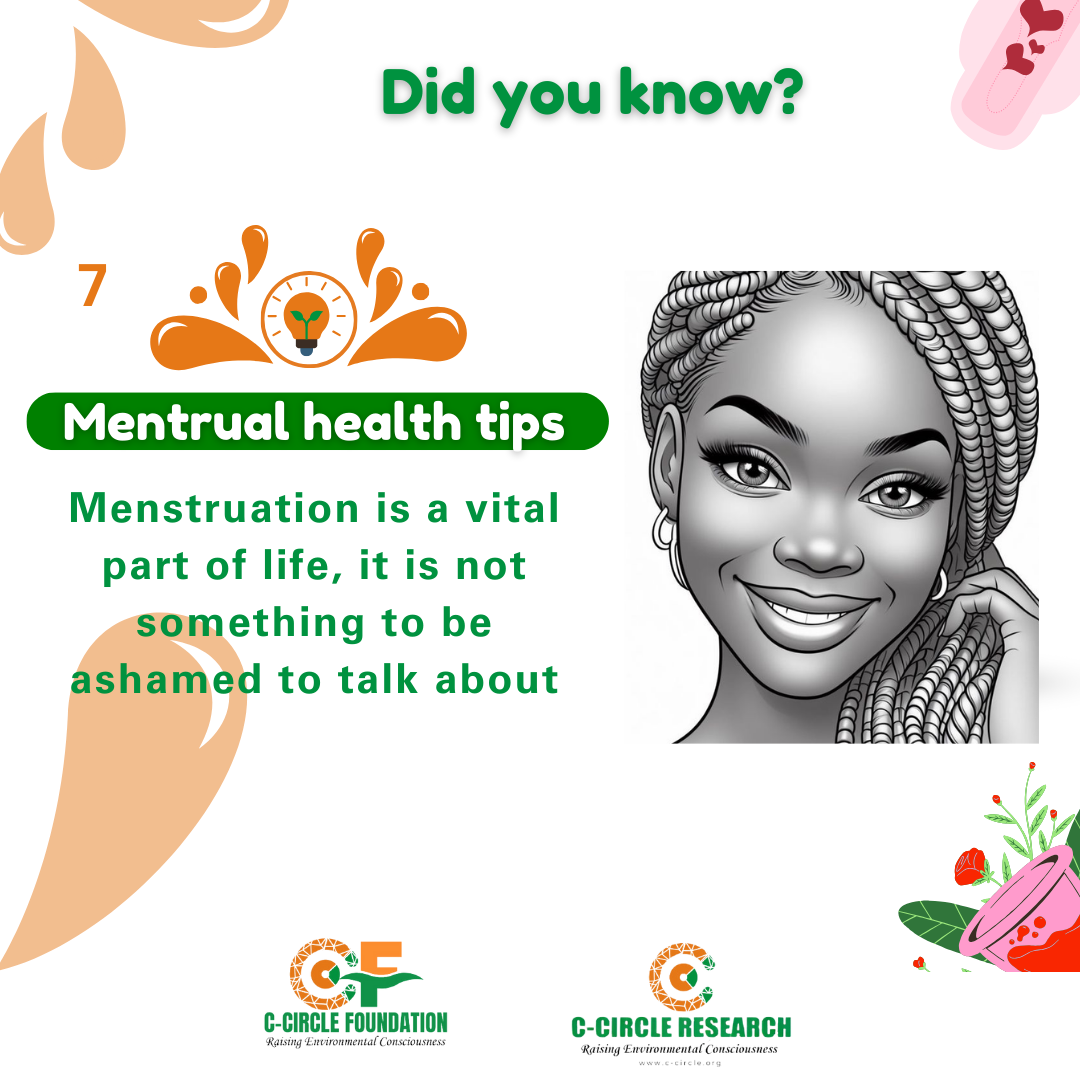 Did you know?
7
Mentrual health tips
Menstruation is a vital
part of life, it is not
something to be
ashamed to talk about
CF
C-CIRCLE FOUNDATION
Raising Environmental Consciousness
C
C-CIRCLE RESEARCH
Raising Environmental Consciousness
www.c-circle.org